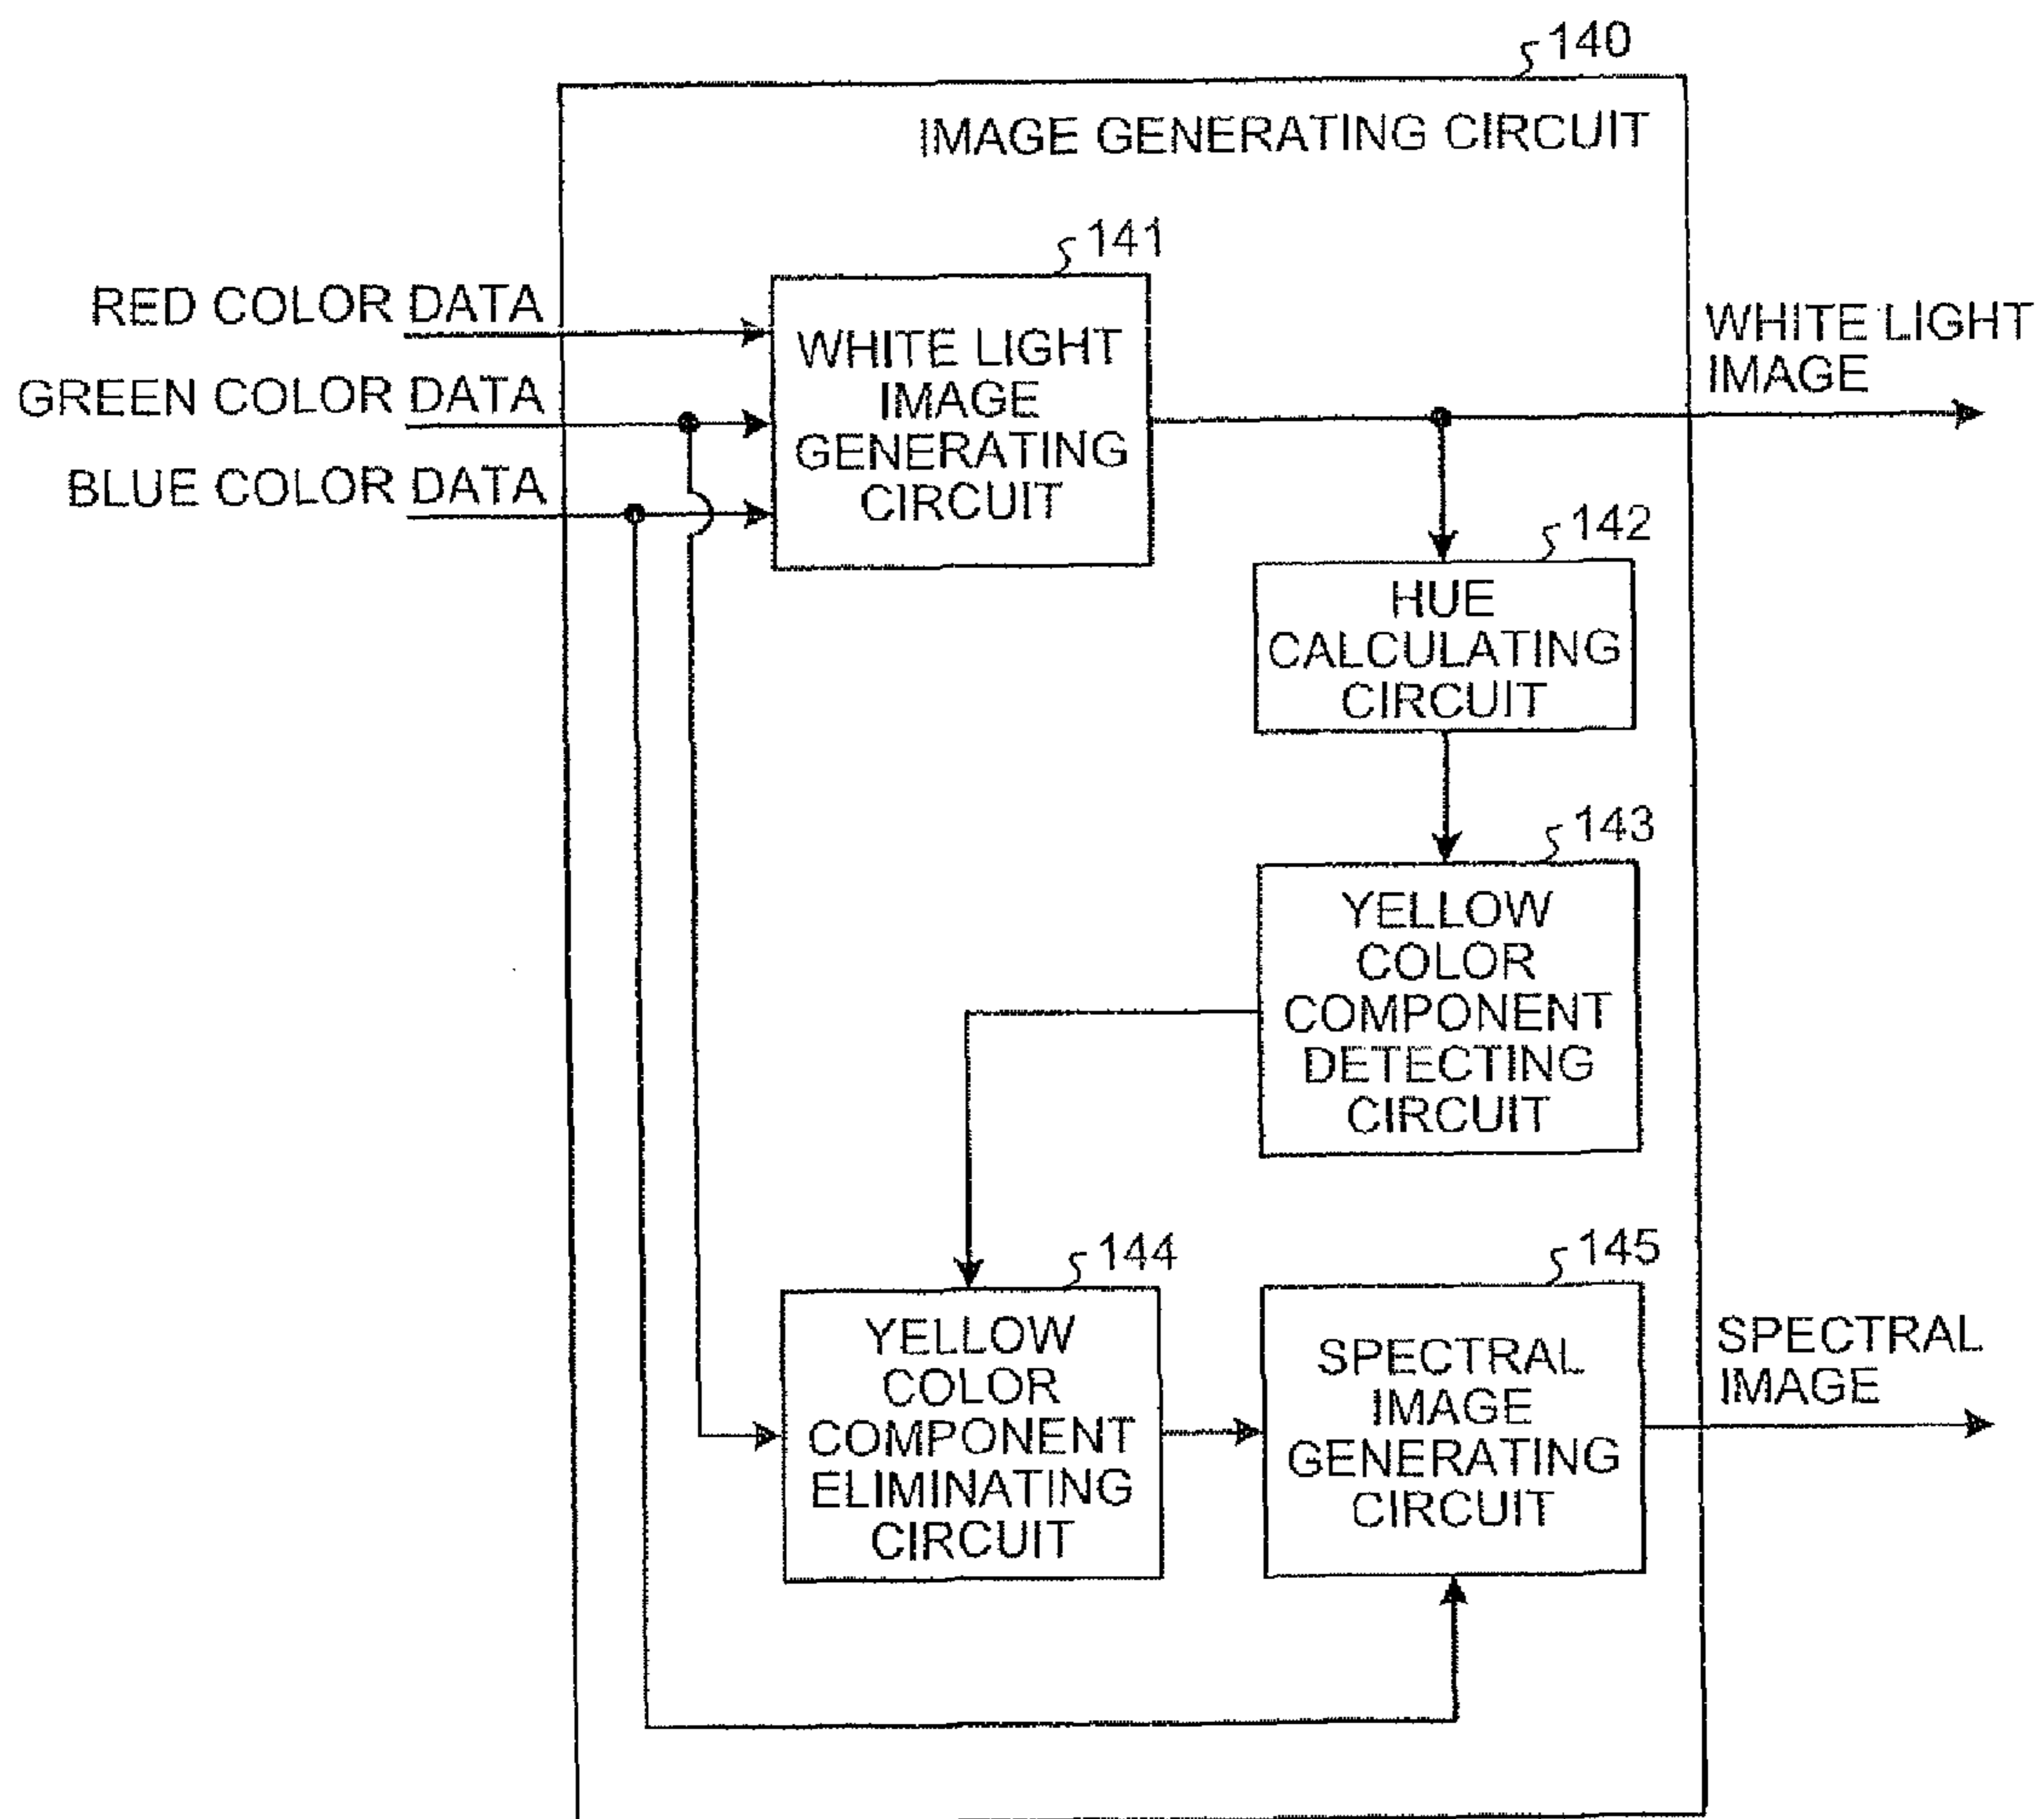 140
IMAGE GENERATING CIRCUIT
141
RED COLOR DATA
GREEN COLOR DATA
BLUE COLOR DATA
WHITE LIGHT
IMAGE
GENERATING
CIRCUIT
WHITE LIGHT
IMAGE
142
HUE
CALCULATING
CIRCUIT
143
YELLOW
COLOR
COMPONENT
DETECTING
CIRCUIT
144
YELLOW
COLOR
COMPONENT
ELIMINATING
CIRCUIT
145
SPECTRAL
IMAGE
GENERATING
CIRCUIT
SPECTRAL
IMAGE